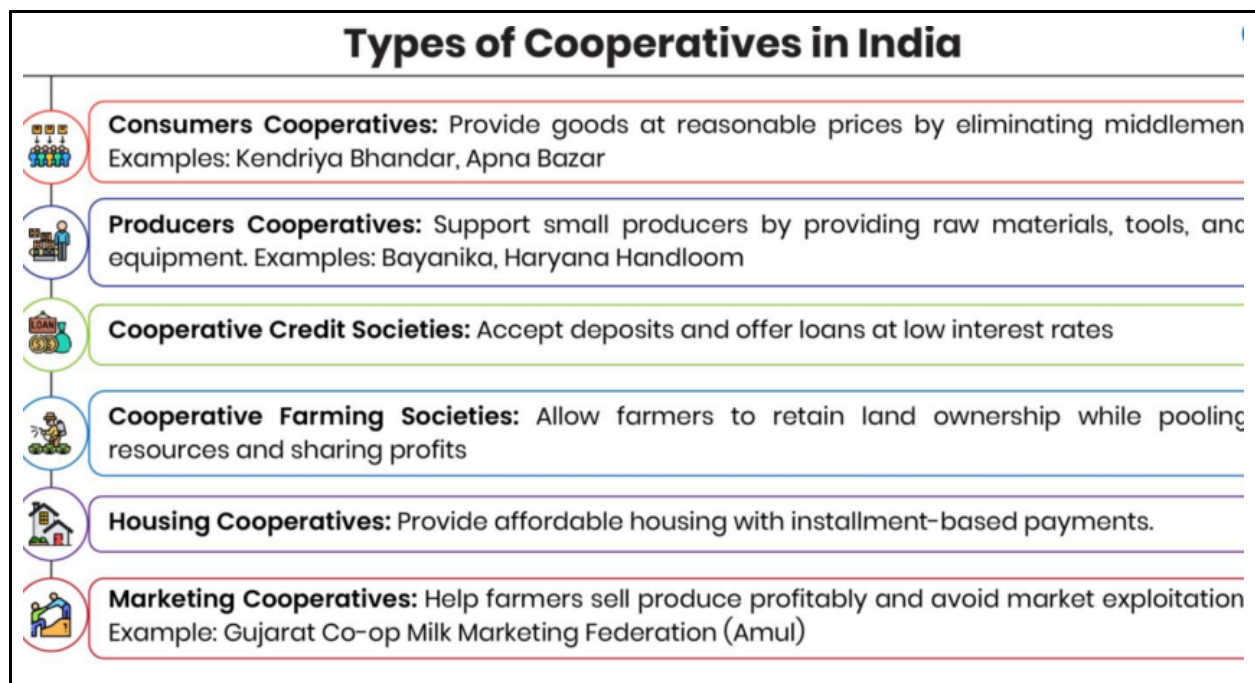 Types of Cooperatives in India
Consumers Cooperatives: Provide goods at reasonable prices by eliminating middlemen
Examples: Kendriya Bhandar, Apna Bazar
Producers Cooperatives: Support small producers by providing raw materials, tools, and
equipment. Examples: Bayanika, Haryana Handloom
LOAN
Cooperative Credit Societies: Accept deposits and offer loans at low interest rates
Cooperative Farming Societies: Allow farmers to retain land ownership while pooling
resources and sharing profits
Housing Cooperatives: Provide affordable housing with installment-based payments.
Marketing Cooperatives: Help farmers sell produce profitably and avoid market exploitation
Example: Gujarat Co-op Milk Marketing Federation (Amul)